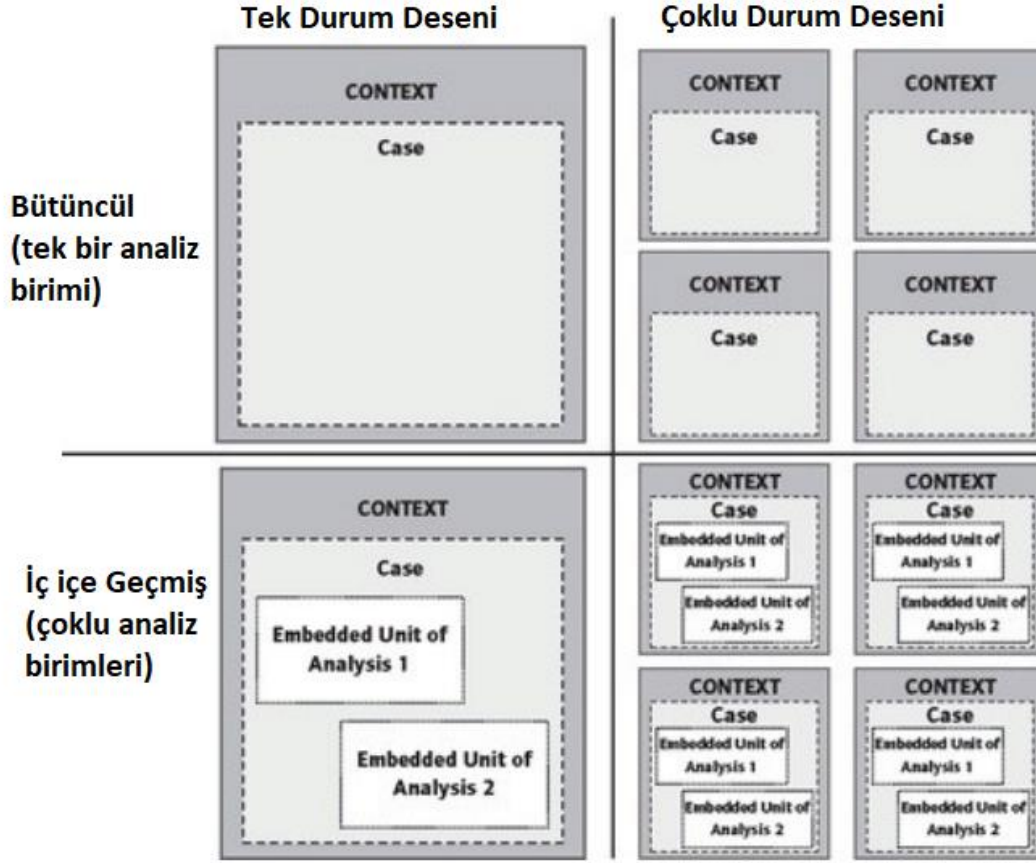 Tek Durum Deseni
Çoklu Durum Deseni
Bütüncül
(tek bir analiz
birimi)
CONTEXT
Case
CONTEXT
Case
CONTEXT
Case
CONTEXT
Case
CONTEXT
Case
İç içe Geçmiş
(çoklu analiz
birimleri)
CONTEXT
Case
Embedded Unit of
Analysis 1
Embedded Unit of
Analysis 2
CONTEXT
Case
Embedded Unit of
Analysis 1
Embedded Unit of
Analysis 2
CONTEXT
Case
Embedded Unit of
Analysis 1
Embedded Unit of
Analysis 2
CONTEXT
Case
Embedded Unit of
Analysis 1
Embedded Unit of
Analysis 2
CONTEXT
Case
Embedded Unit of
Analysis 1
Embedded Unit of
Analysis 2